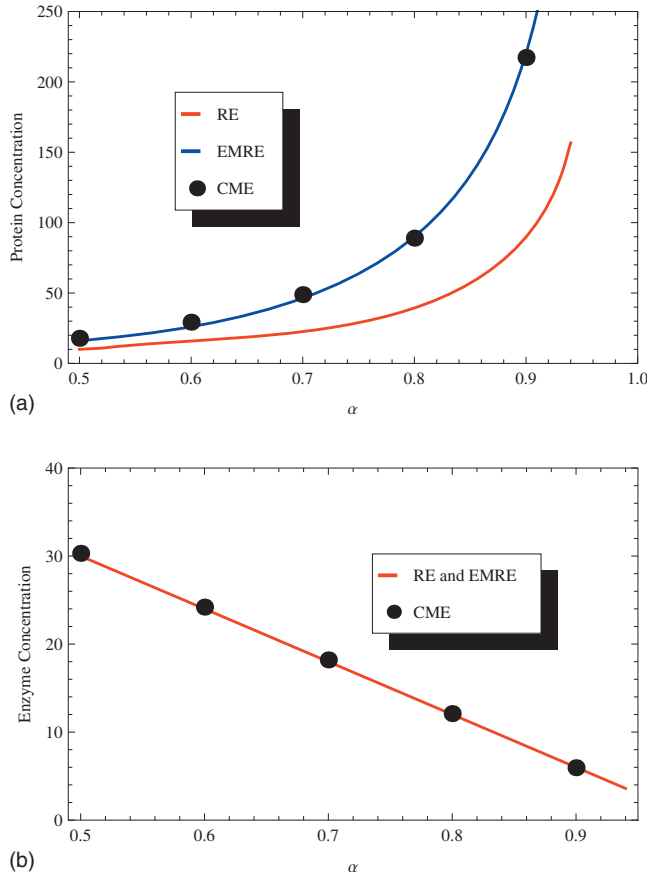 250
200
150
100
50
0
Protein Concentration
RE
EMRE
CME
0.5 0.6 0.7 0.8 0.9 1.0
(a)
α
40
30
20
10
0
Enzyme Concentration
RE and EMRE
CME
0.5 0.6 0.7 0.8 0.9
(b)
α